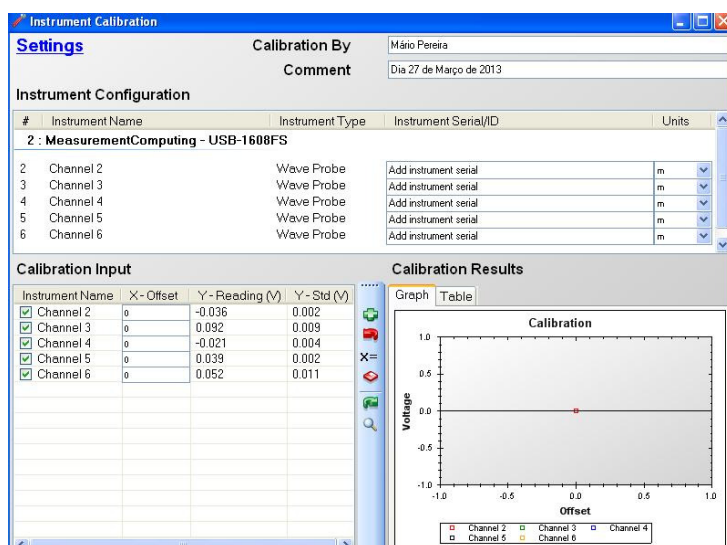 Instrument Calibration
Settings
Calibration By
Mário Pereira
Comment
Dia 27 de Março de 2013
Instrument Configuration
# Instrument Name Instrument Type Instrument Serial/ID Units
2 : MeasurementComputing - USB-1608FS
2 Channel 2 Wave Probe Add instrument serial m
3 Channel 3 Wave Probe Add instrument serial m
4 Channel 4 Wave Probe Add instrument serial m
5 Channel 5 Wave Probe Add instrument serial m
6 Channel 6 Wave Probe Add instrument serial m
Calibration Input
Instrument Name X - Offset Y - Reading (V) Y - Std (V)
Channel 2 0 -0.036 0.002
Channel 3 0 0.092 0.009
Channel 4 0 -0.021 0.004
Channel 5 0 0.039 0.002
Channel 6 0 0.052 0.011
X=
Calibration Results
Graph Table
Calibration
Voltage
1.0
0.5
0.0
-0.5
-1.0
-1.0 -0.5 0.0 0.5 1.0
Offset
Channel 2 Channel 3 Channel 4
Channel 5 Channel 6